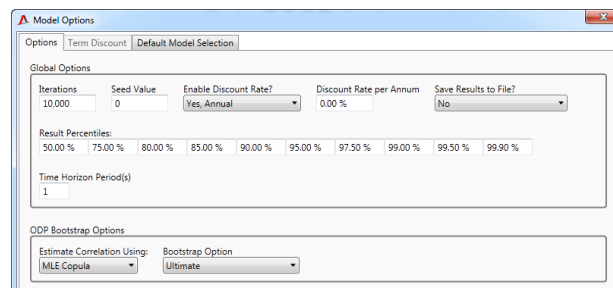 Model Options
Options Term Discount Default Model Selection
Global Options
Iterations Seed Value Enable Discount Rate? Discount Rate per Annum Save Results to File?
10,000 0 Yes, Annual 0.00 % No
Result Percentiles:
50.00 % 75.00 % 80.00 % 85.00 % 90.00 % 95.00 % 97.50 % 99.00 % 99.50 % 99.90 %
Time Horizon Period(s)
1
ODP Bootstrap Options
Estimate Correlation Using: Bootstrap Option
MLE Copula Ultimate